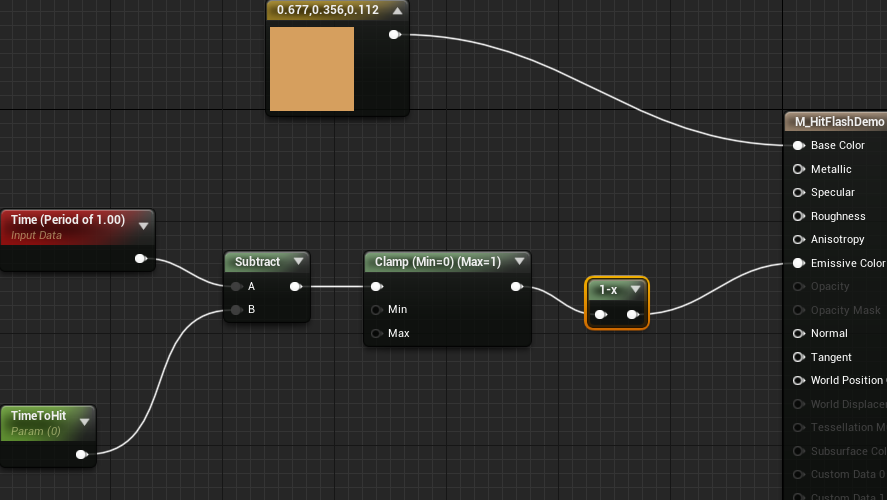 0.677,0.356,0.112
M_HitFlashDemo
Base Color
Metallic
Specular
Roughness
Anisotropy
Emissive Color
Opacity
Opacity Mask
Normal
Tangent
World Position
World Displace
Tessellation M
Subsurface Col
Custom Data 0
Custom Data 1
Time (Period of 1.00)
Input Data
Subtract
A
B
Clamp (Min=0) (Max=1)
Min
Max
1-x
TimeToHit
Param (0)